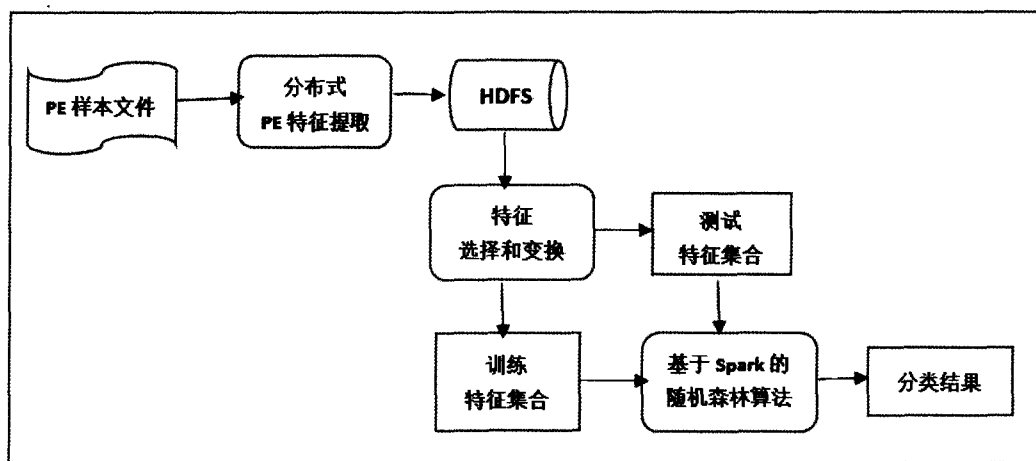 PE 样本文件
分布式
PE 特征提取
HDFS
特征
选择和变换
测试
特征集合
训练
特征集合
基于 Spark 的
随机森林算法
分类结果